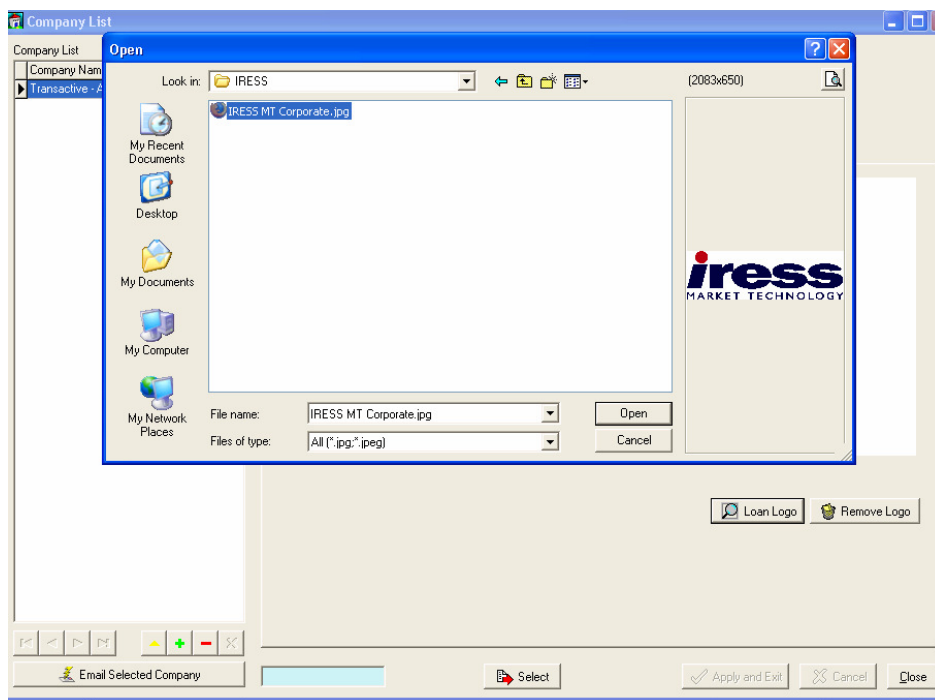 Company List
Company List
Company Nam
Transactive - A
Open
Look in:
IRESS
(2083x650)
IRESS MT Corporate.jpg
My Recent
Documents
Desktop
My Documents
My Computer
My Network
Places
iress
MARKET TECHNOLOGY
File name:
IRESS MT Corporate.jpg
Open
Files of type:
All (*.jpg;*.jpeg)
Cancel
Loan Logo
Remove Logo
Email Selected Company
Select
Apply and Exit
Cancel
Close